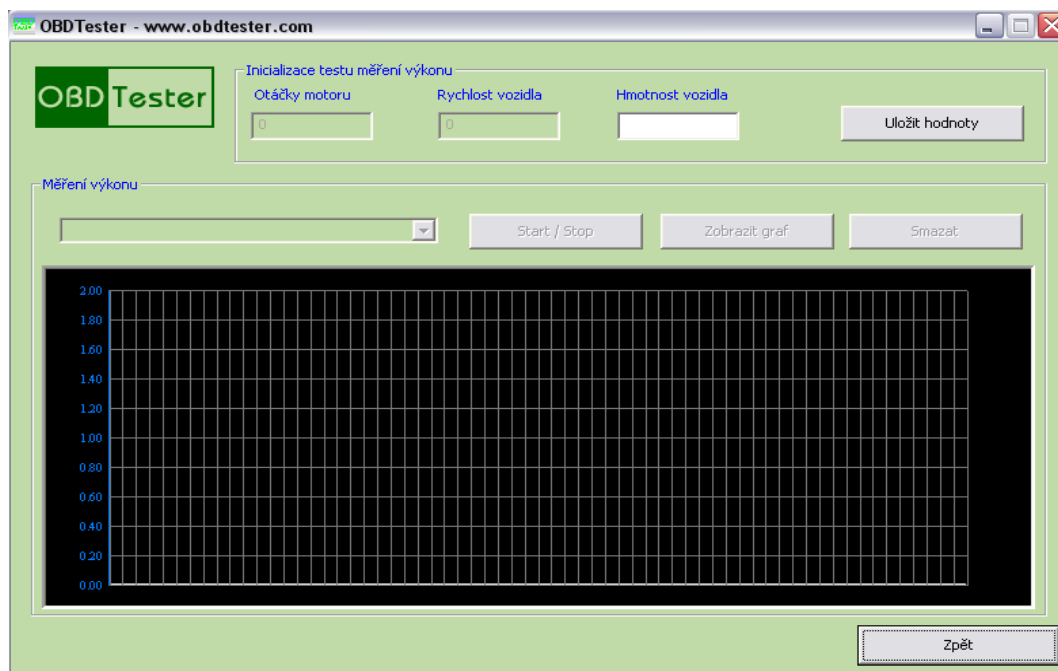 OBDTester - www.obdtester.com
OBD Tester
Inicializace testu měření výkonu
Otáčky motoru Rychlost vozidla Hmotnost vozidla
0 0
Uložit hodnoty
Měření výkonu
Start / Stop Zobrazit graf Smazat
2.00
1.80
1.60
1.40
1.20
1.00
0.80
0.60
0.40
0.20
0.00
Zpět